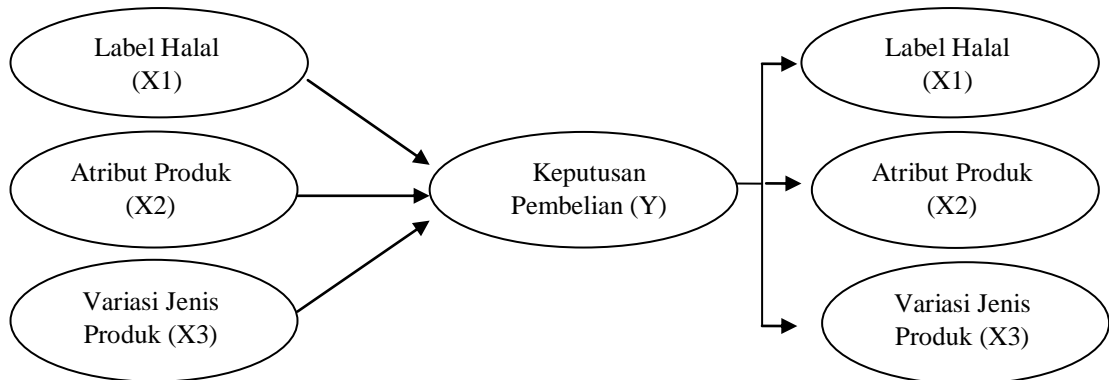 Label Halal
(X1)
Atribut Produk
(X2)
Variasi Jenis
Produk (X3)
Keputusan
Pembelian (Y)
Label Halal
(X1)
Atribut Produk
(X2)
Variasi Jenis
Produk (X3)